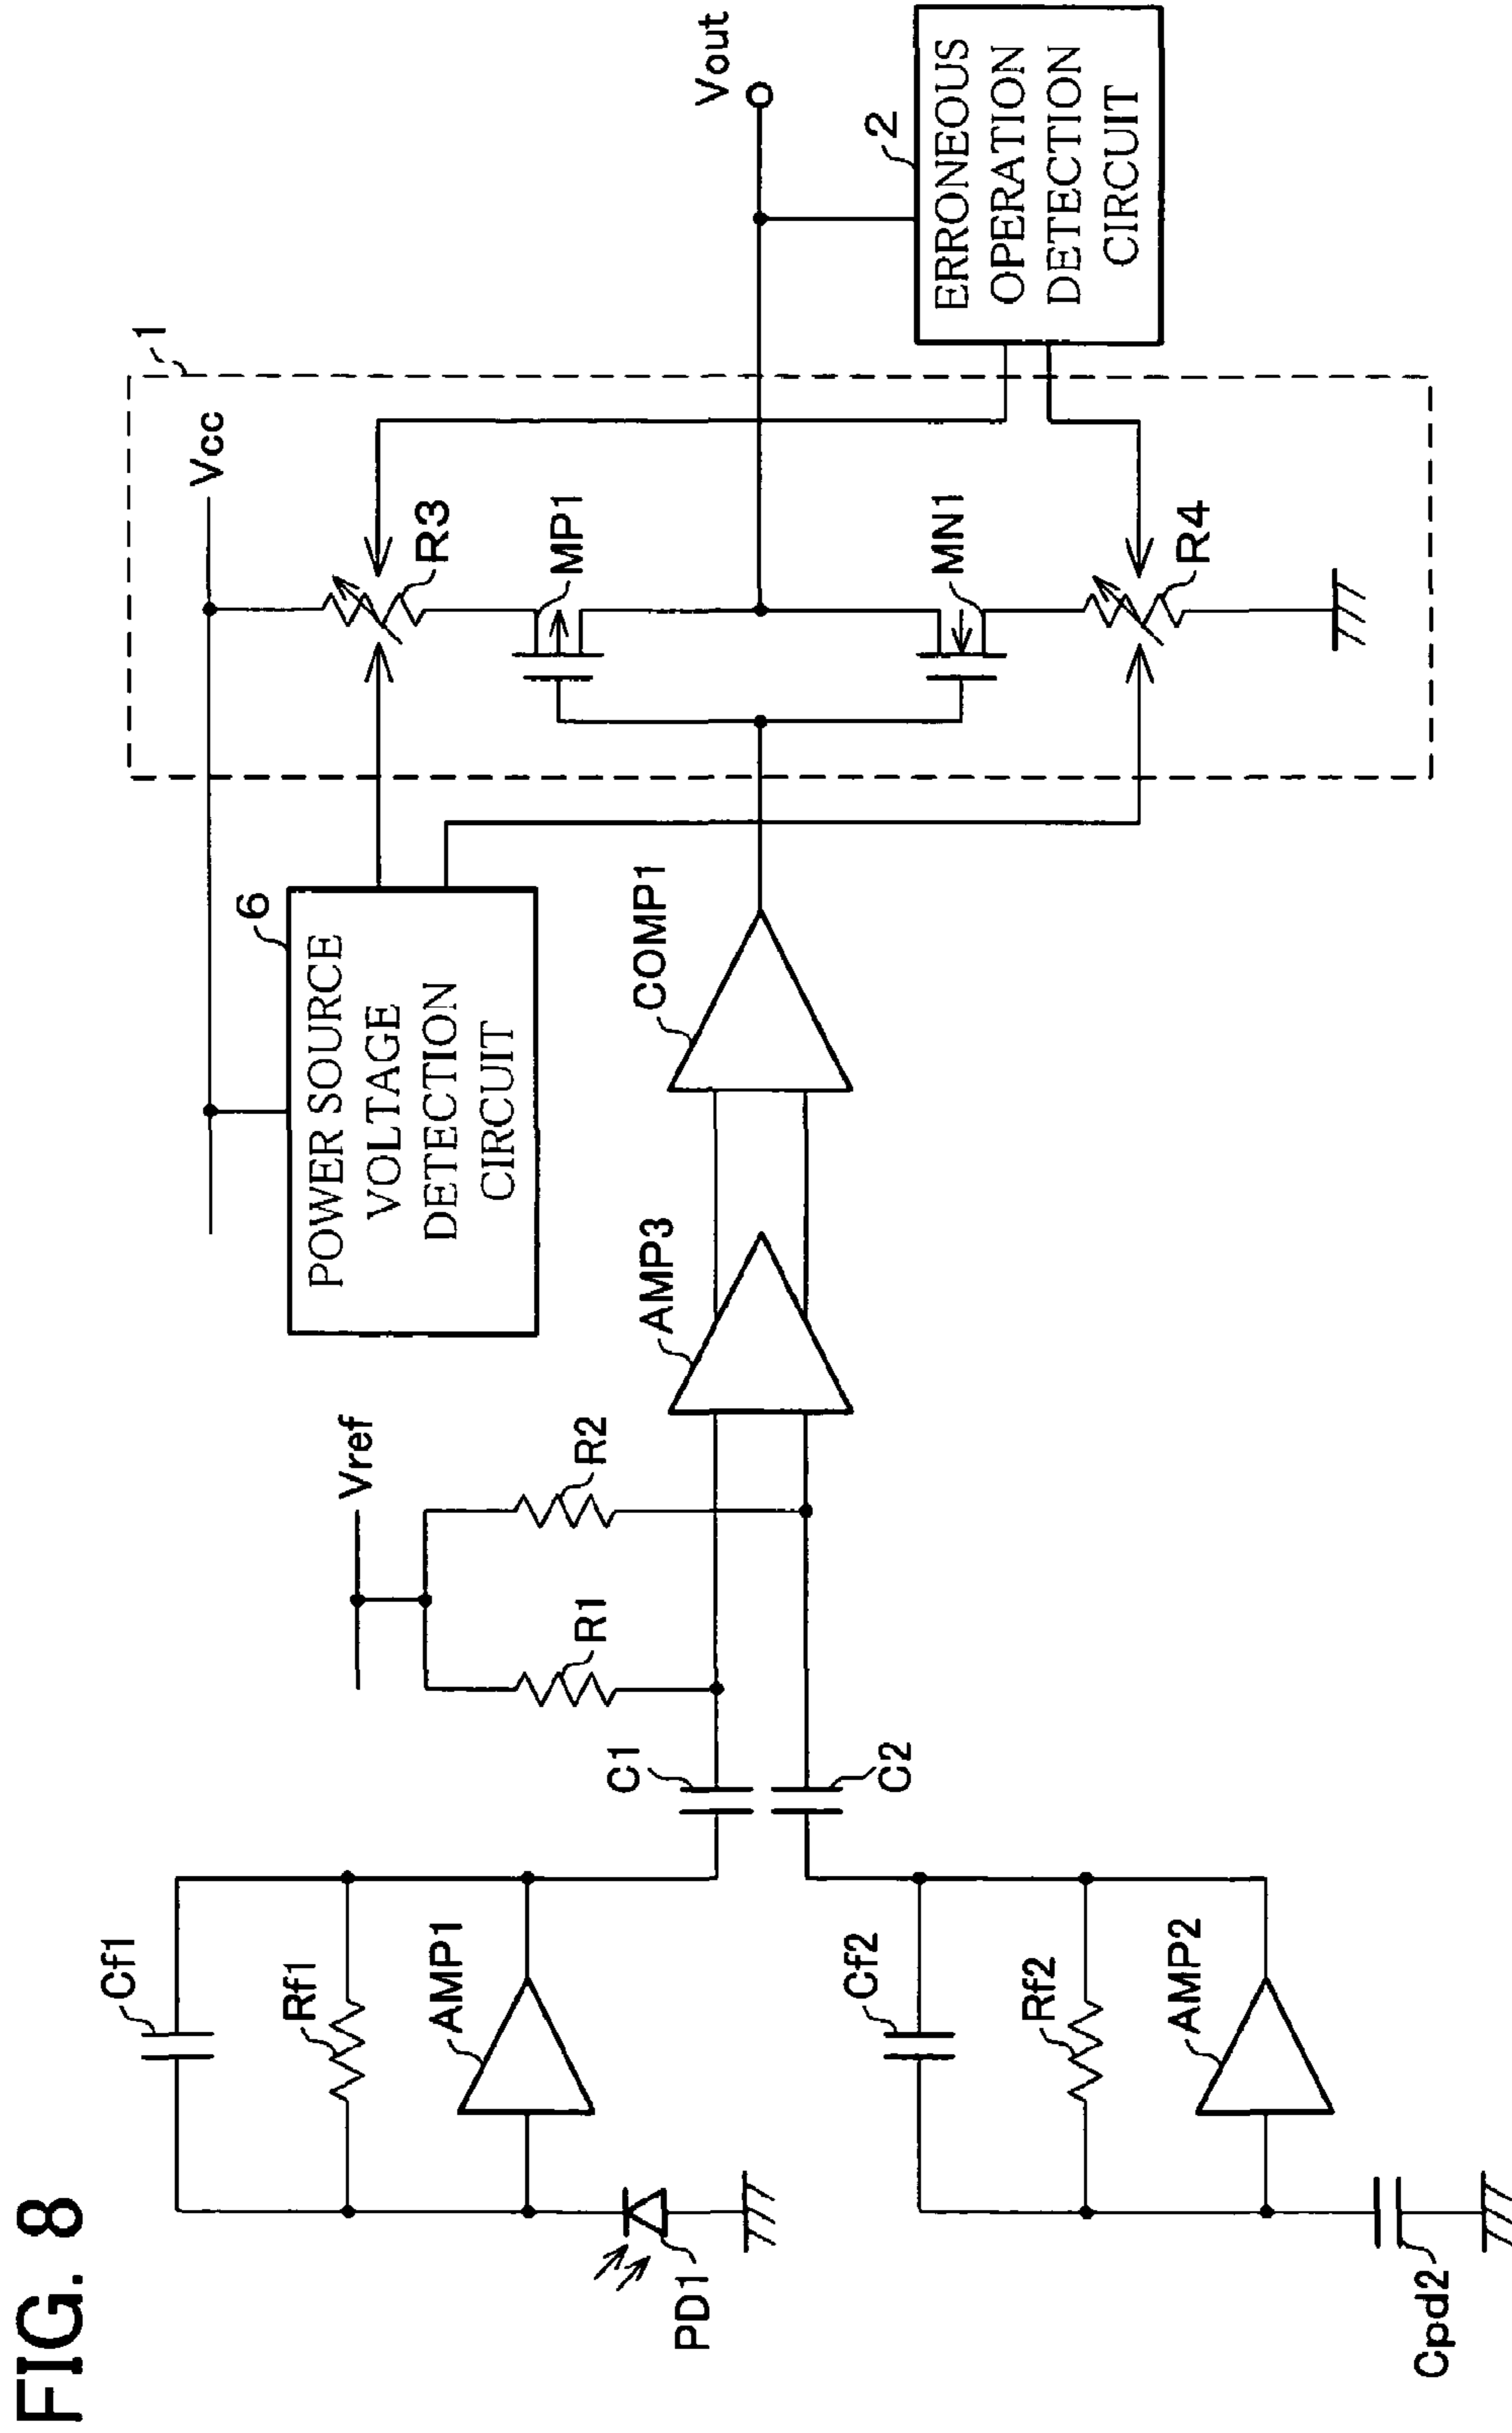 FIG. 8
Cf1
Rf1
AMP1
PD1
Cf2
Rf2
AMP2
Cpd2
C1
C2
Vref
R1
R2
AMP3
COMP1
6
POWER SOURCE
VOLTAGE
DETECTION
CIRCUIT
Vcc
1
R3
MP1
MN1
R4
Vout
2
ERRONEOUS
OPERATION
DETECTION
CIRCUIT